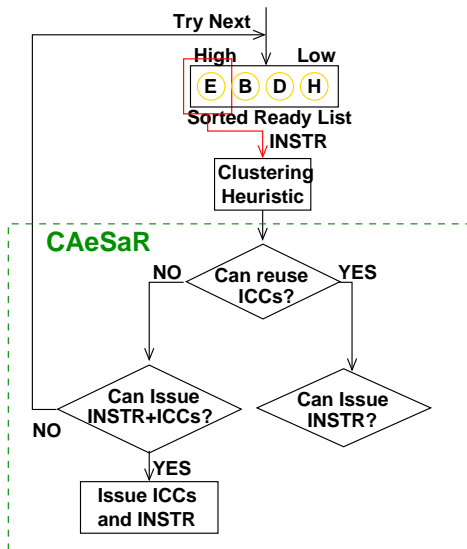 Try Next
High Low
E B D H
Sorted Ready List
INSTR
Clustering
Heuristic
CAeSaR
NO YES
Can reuse
ICCs?
Can Issue
INSTR+ICCs?
Can Issue
INSTR?
NO
YES
Issue ICCs
and INSTR